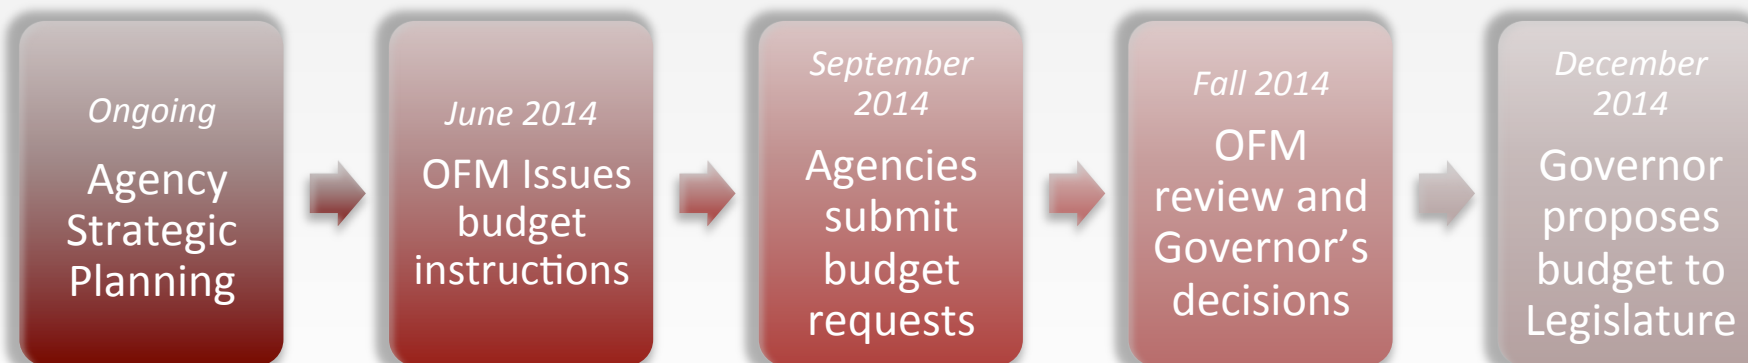 Ongoing
Agency
Strategic
Planning
June 2014
OFM Issues
budget
instructions
September
2014
Agencies
submit
budget
requests
Fall 2014
OFM
review and
Governor's
decisions
December
2014
Governor
proposes
budget to
Legislature